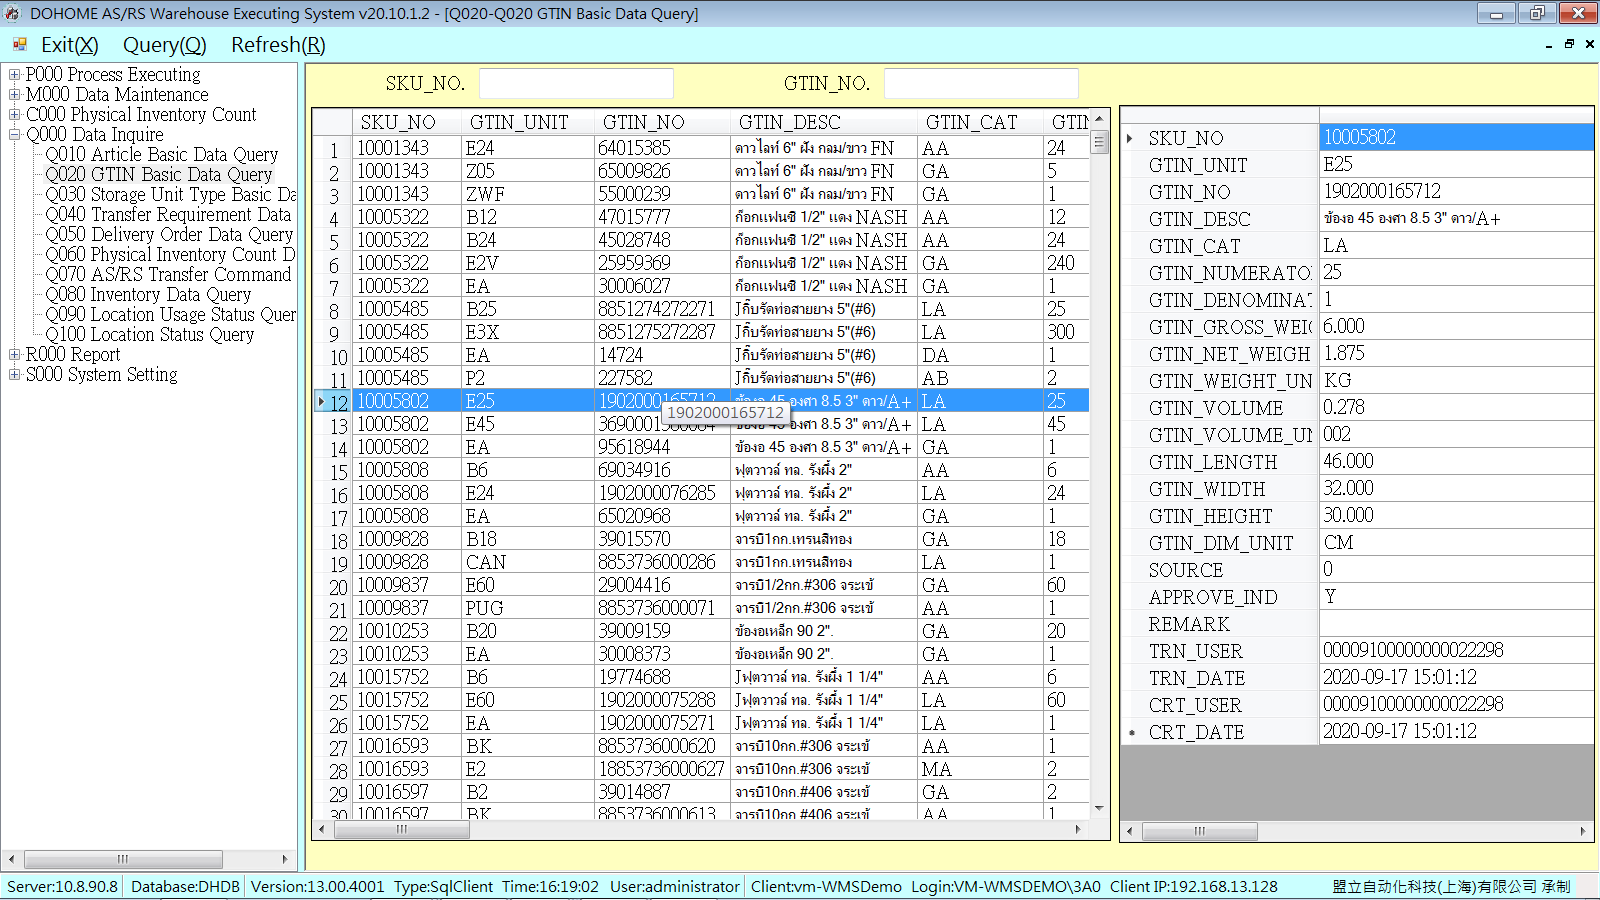 DOHOME AS/RS Warehouse Executing System v20.10.1.2 - [Q020-Q020 GTIN Basic Data Query]
Exit(X) Query(Q) Refresh(R)
P000 Process Executing
M000 Data Maintenance
C000 Physical Inventory Count
Q000 Data Inquire
Q010 Article Basic Data Query
Q020 GTIN Basic Data Query
Q030 Storage Unit Type Basic Da
Q040 Transfer Requirement Data
Q050 Delivery Order Data Query
Q060 Physical Inventory Count D
Q070 AS/RS Transfer Command
Q080 Inventory Data Query
Q090 Location Usage Status Quer
Q100 Location Status Query
R000 Report
S000 System Setting
SKU_NO. GTIN_NO.
SKU_NO GTIN_UNIT GTIN_NO GTIN_DESC GTIN_CAT GTIN
1 10001343 E24 64015385 ดาวไลท์ 6" ฝัง กลม/ขาว FN AA 24
2 10001343 Z05 65009826 ดาวไลท์ 6" ฝัง กลม/ขาว FN GA 5
3 10001343 ZWF 55000239 ดาวไลท์ 6" ฝัง กลม/ขาว FN GA 1
4 10005322 B12 47015777 ก็อกแฟนซี 1/2" แดง NASH AA 12
5 10005322 B24 45028748 ก็อกแฟนซี 1/2" แดง NASH AA 24
6 10005322 E2V 25959369 ก็อกแฟนซี 1/2" แดง NASH GA 240
7 10005322 EA 30006027 ก็อกแฟนซี 1/2" แดง NASH GA 1
8 10005485 B25 8851274272271 Jกิ๊บรัดท่อสายยาง 5"(#6) LA 25
9 10005485 E3X 8851275272287 Jกิ๊บรัดท่อสายยาง 5"(#6) LA 300
10 10005485 EA 14724 Jกิ๊บรัดท่อสายยาง 5"(#6) DA 1
11 10005485 P2 227582 Jกิ๊บรัดท่อสายยาง 5"(#6) AB 2
12 10005802 E25 1902000165712 ข้องอ 45 องศา 8.5 3" ดาว/A+ LA 25
1902000165712
13 10005802 E45 ข้องอ 45 องศา 8.5 3" ดาว/A+ LA 45
14 10005802 EA 95618944 ข้องอ 45 องศา 8.5 3" ดาว/A+ GA 1
15 10005808 B6 69034916 ฟุตวาวล์ ทล. รังผึ้ง 2" AA 6
16 10005808 E24 1902000076285 ฟุตวาวล์ ทล. รังผึ้ง 2" LA 24
17 10005808 EA 65020968 ฟุตวาวล์ ทล. รังผึ้ง 2" GA 1
18 10009828 B18 39015570 จารบี1กก.เทรนสีทอง GA 18
19 10009828 CAN 8853736000286 จารบี1กก.เทรนสีทอง LA 1
20 10009837 E60 29004416 จารบี1/2กก.#306 จระเข้ GA 60
21 10009837 PUG 8853736000071 จารบี1/2กก.#306 จระเข้ AA 1
22 10010253 B20 39009159 ข้องอเหล็ก 90 2". GA 20
23 10010253 EA 30008373 ข้องอเหล็ก 90 2". GA 1
24 10015752 B6 19774688 Jฟุตวาวล์ ทล. รังผึ้ง 1 1/4" AA 6
25 10015752 E60 1902000075288 Jฟุตวาวล์ ทล. รังผึ้ง 1 1/4" LA 60
26 10015752 EA 1902000075271 Jฟุตวาวล์ ทล. รังผึ้ง 1 1/4" LA 1
27 10016593 BK 8853736000620 จารบี10กก.#306 จระเข้ AA 1
28 10016593 E2 18853736000627 จารบี10กก.#306 จระเข้ MA 2
29 10016597 B2 39014887 จารบี10กก.#406 จระเข้ GA 2
30 10016597 BK 8853736000613 จารบี10กก.#406 จระเข้ AA 1
SKU_NO 10005802
GTIN_UNIT E25
GTIN_NO 1902000165712
GTIN_DESC ข้องอ 45 องศา 8.5 3" ดาว/A+
GTIN_CAT LA
GTIN_NUMERATO 25
GTIN_DENOMINAT 1
GTIN_GROSS_WEIG 6.000
GTIN_NET_WEIGH 1.875
GTIN_WEIGHT_UN KG
GTIN_VOLUME 0.278
GTIN_VOLUME_UN 002
GTIN_LENGTH 46.000
GTIN_WIDTH 32.000
GTIN_HEIGHT 30.000
GTIN_DIM_UNIT CM
SOURCE 0
APPROVE_IND Y
REMARK
TRN_USER 00009100000000022298
TRN_DATE 2020-09-17 15:01:12
CRT_USER 00009100000000022298
CRT_DATE 2020-09-17 15:01:12
Server:10.8.90.8 Database:DHDB Version:13.00.4001 Type:SqlClient Time:16:19:02 User:administrator Client:vm-WMSDemo Login:VM-WMSDEMO\3A0 Client IP:192.168.13.128 盟立自动化科技(上海)有限公司 承制